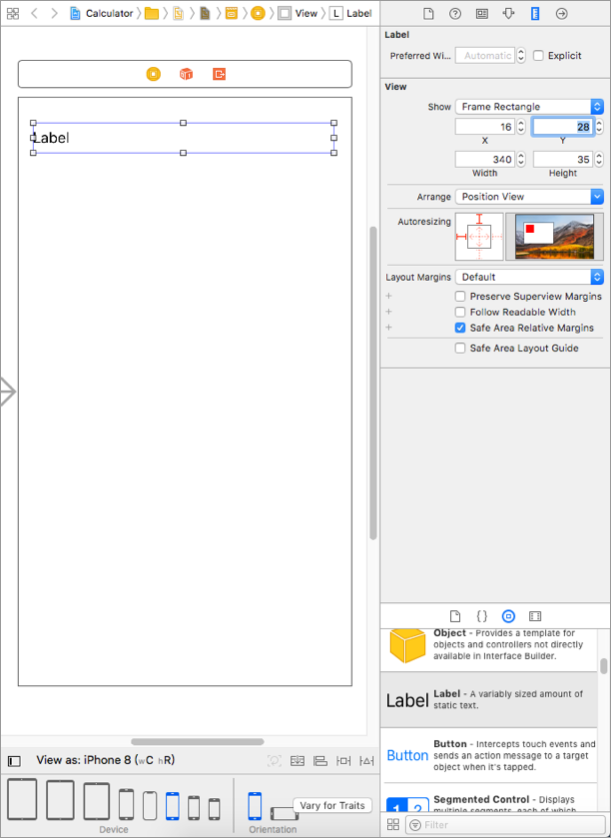 Calculator
View
L Label
Label
View as: iPhone 8 (wC hR)
Device
Vary for Traits
Orientation
Label
Preferred Wi... Automatic Explicit
View
Show Frame Rectangle
16 28
X Y
340 35
Width Height
Arrange Position View
Autoresizing
Layout Margins Default
Preserve Superview Margins
Follow Readable Width
Safe Area Relative Margins
Safe Area Layout Guide
{ }
Object - Provides a template for
objects and controllers not directly
available in Interface Builder.
Label
Label - A variably sized amount of
static text.
Button
Button - Intercepts touch events and
sends an action message to a target
object when it's tapped.
1 2
Segmented Control - Displays
multiple segments, each of which
Filter